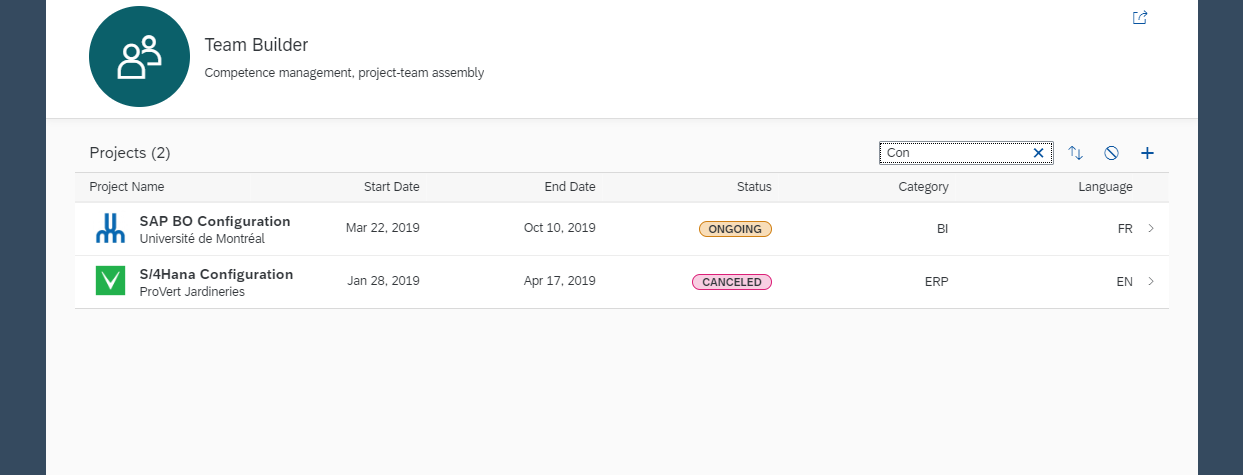 Team Builder
Competence management, project-team assembly
Projects (2)
Con
Project Name Start Date End Date Status Category Language
SAP BO Configuration
Université de Montréal
Mar 22, 2019 Oct 10, 2019 ONGOING BI FR
S/4Hana Configuration
ProVert Jardineries
Jan 28, 2019 Apr 17, 2019 CANCELED ERP EN